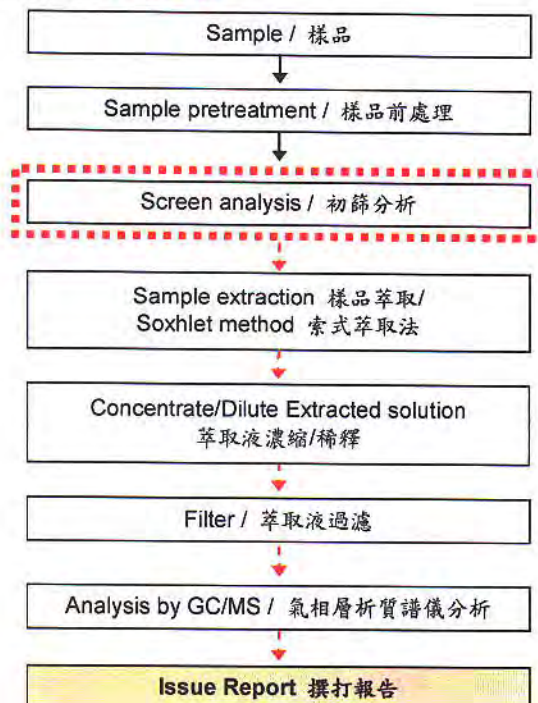 Sample / 樣品
Sample pretreatment / 樣品前處理
Screen analysis / 初篩分析
Sample extraction 樣品萃取/
Soxhlet method 索式萃取法
Concentrate/Dilute Extracted solution
萃取液濃縮/稀釋
Filter / 萃取液過濾
Analysis by GC/MS / 氣相層析質譜儀分析
Issue Report 撰打報告